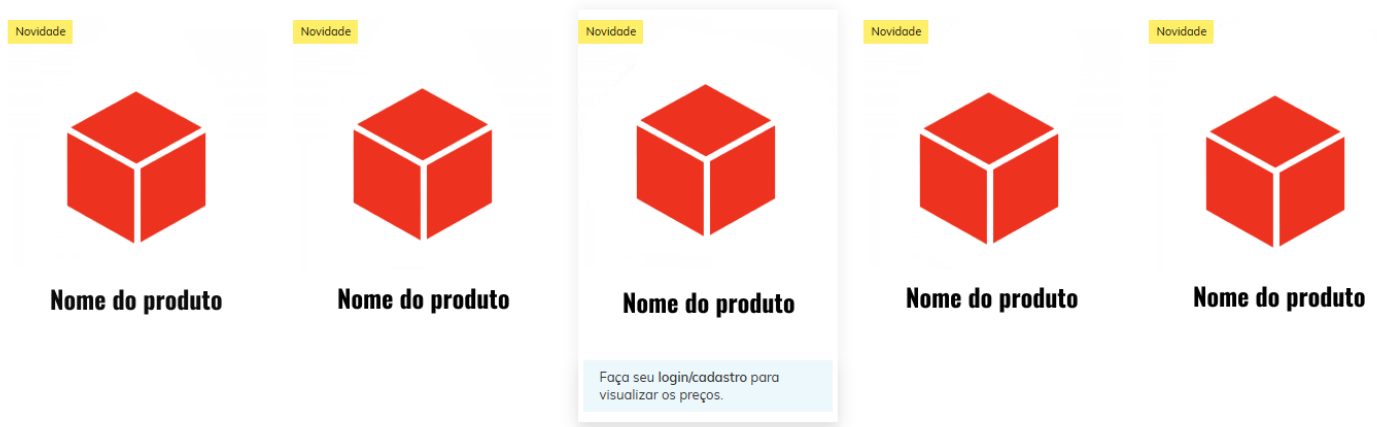 Novidade
Novidade
Novidade
Novidade
Novidade
Nome do produto
Nome do produto
Nome do produto
Nome do produto
Nome do produto
Faça seu login/cadastro para
visualizar os preços.